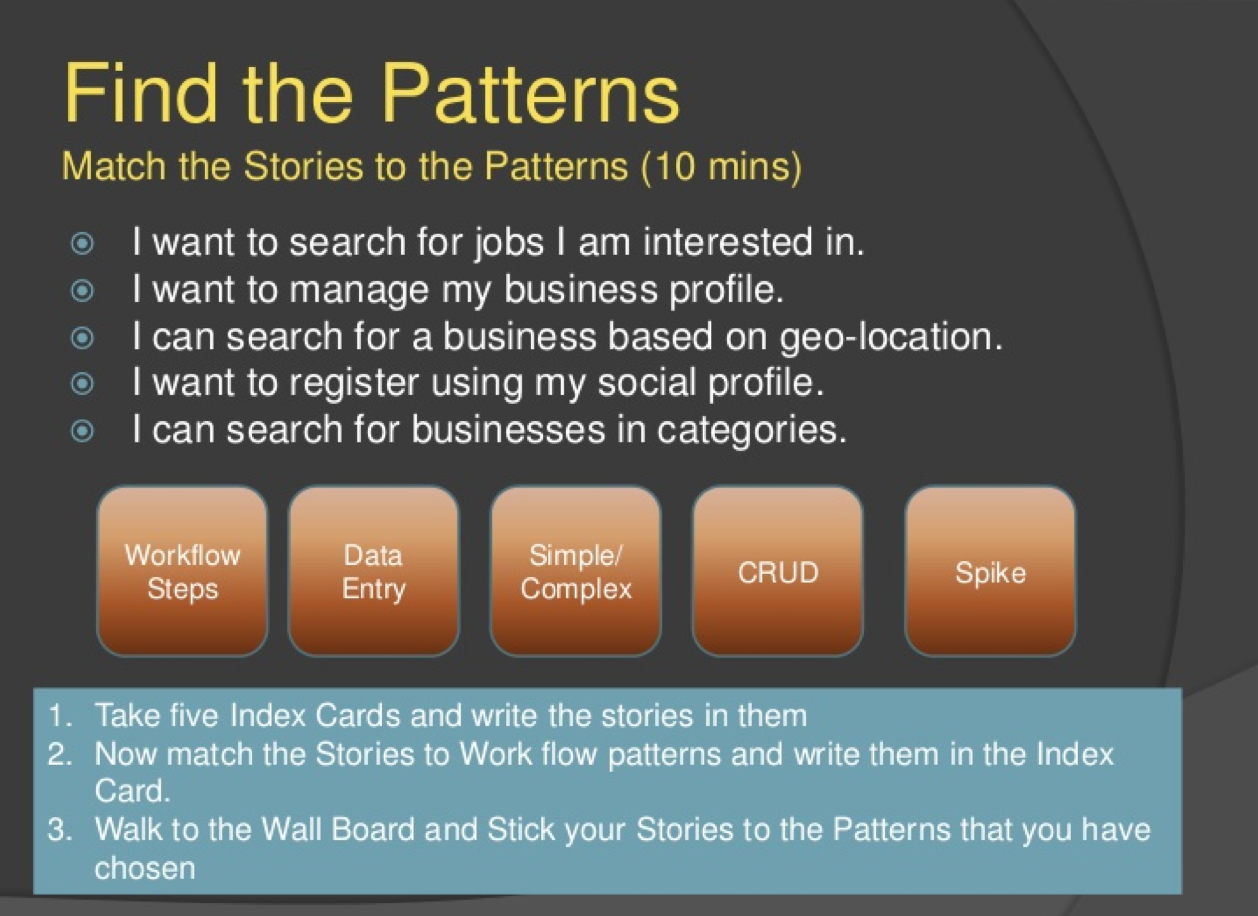 Find the Patterns
Match the Stories to the Patterns (10 mins)
I want to search for jobs I am interested in.
I want to manage my business profile.
I can search for a business based on geo-location.
I want to register using my social profile.
I can search for businesses in categories.
Workflow
Steps
Data
Entry
Simple/
Complex
CRUD
Spike
1. Take five Index Cards and write the stories in them
2. Now match the Stories to Work flow patterns and write them in the Index
Card.
3. Walk to the Wall Board and Stick your Stories to the Patterns that you have
chosen